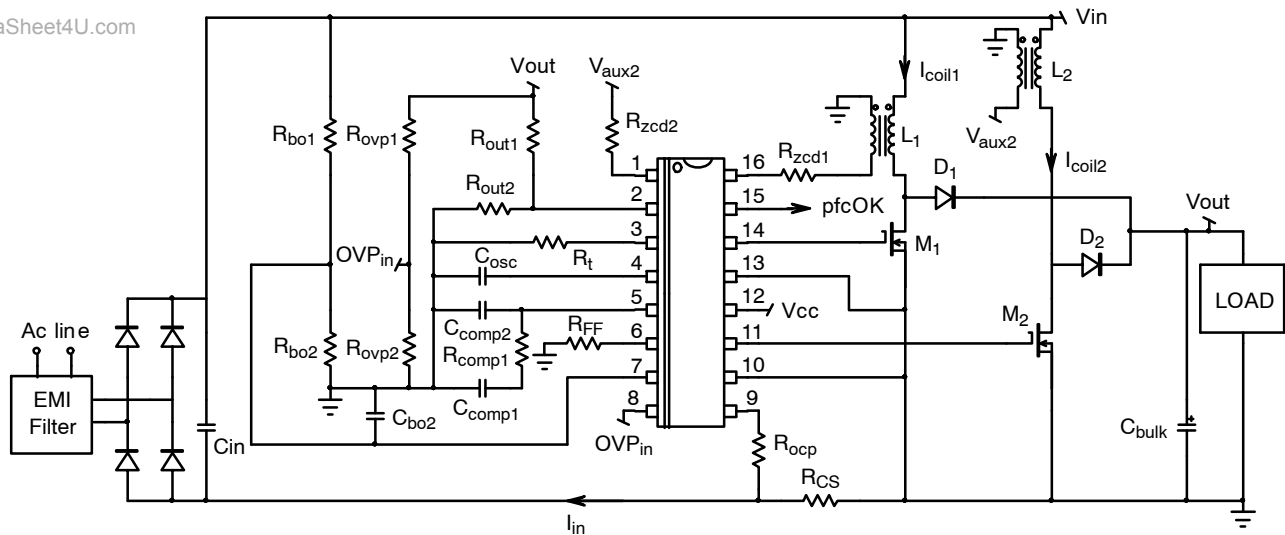 aSheet4U.com
Vin
Icoil1
L2
Vout
Vaux2
Rzcd2
Rbo1
Rovp1
Rout1
L1
Vaux2
Rzcd1
1
16
D1
Icoil2
Rout2
2
15
pfcOK
Vout
3
14
M1
OVPin
Rt
D2
Cosc
4
13
LOAD
Ac line
5
12
Vcc
M2
Ccomp2
RFF
Rbo2
Rovp2
Rcomp1
6
11
EMI
Filter
7
10
Ccomp1
Cbo2
8
9
Cin
OVPin
Rocp
Cbulk
+
RCS
Iin